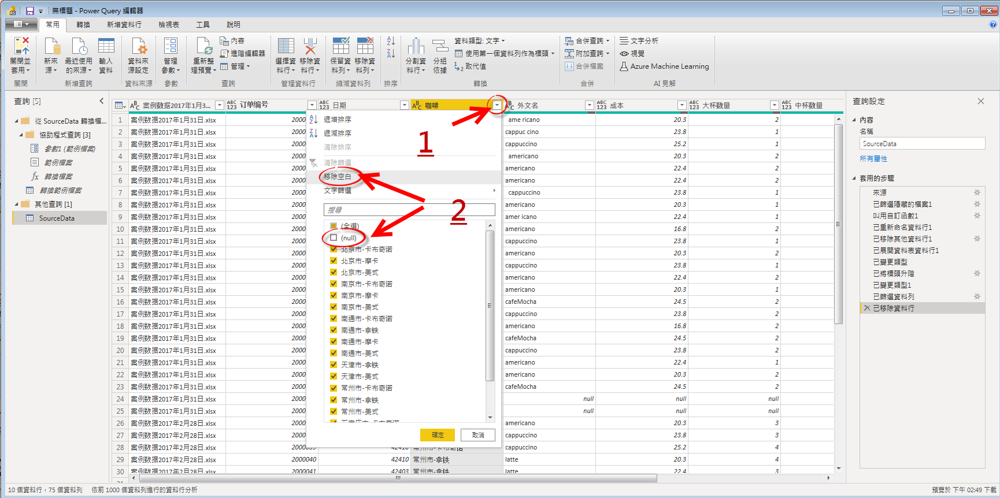 無標題 - Power Query 編輯器
常用 轉換 新增資料行 檢視表 工具 說明
關閉並套用 新來源 最近使用的來源 輸入資料 資料來源設定 管理參數 重新整理預覽 內容 進階編輯器 管理 選擇資料行 移除資料行 保留資料列 移除資料列 分割資料行 分組依據 資料類型: 文字 使用第一個資料列作為標頭 取代值 合併查詢 附加查詢 合併檔案 文字分析 視覺 Azure Machine Learning
關閉 新增查詢 資料來源 參數 查詢 管理資料行 縮減資料列 排序 轉換 合併 AI 見解
查詢 [5]
從 SourceData 轉換檔...
協助程式查詢 [3]
參數1 (範例檔案)
範例檔案
fx 轉換檔案
轉換範例檔案
其他查詢 [1]
SourceData
案例数据2017年1月3... 订单编号 日期 咖啡 外文名 成本 大杯数量 中杯数量
1 案例数据2017年1月31日.xlsx 2000 ame ricano 20.3 2
2 案例数据2017年1月31日.xlsx 2000 cappuc cino 23.8 1
3 案例数据2017年1月31日.xlsx 2000 cappuccino 25.2 1
4 案例数据2017年1月31日.xlsx 2000 americano 20.3 2
5 案例数据2017年1月31日.xlsx 2000 americano 22.4 2
6 案例数据2017年1月31日.xlsx 2000 americano 22.4 2
7 案例数据2017年1月31日.xlsx 2000 cappuccino 23.8 1
8 案例数据2017年1月31日.xlsx 2000 americano 20.3 1
9 案例数据2017年1月31日.xlsx 2000 amer icano 22.4 1
10 案例数据2017年1月31日.xlsx 2000 americano 16.8 2
11 案例数据2017年1月31日.xlsx 2000 cappuccino 23.8 1
12 案例数据2017年1月31日.xlsx 2000 americano 20.3 2
13 案例数据2017年1月31日.xlsx 2000 cappuccino 23.8 1
14 案例数据2017年1月31日.xlsx 2000 americano 22.4 2
15 案例数据2017年1月31日.xlsx 2000 americano 20.3 1
16 案例数据2017年1月31日.xlsx 2000 cafeMocha 24.5 2
17 案例数据2017年1月31日.xlsx 2000 cappuccino 23.8 2
18 案例数据2017年1月31日.xlsx 2000 americano 16.8 2
19 案例数据2017年1月31日.xlsx 2000 cafeMocha 24.5 2
20 案例数据2017年1月31日.xlsx 2000 cappuccino 23.8 2
21 案例数据2017年1月31日.xlsx 2000 americano 22.4 1
22 案例数据2017年1月31日.xlsx 2000 americano 20.3 2
23 案例数据2017年1月31日.xlsx 2000 cafeMocha 24.5 2
24 案例数据2017年1月31日.xlsx 2000 null null null
25 案例数据2017年1月31日.xlsx 2000 null null null
26 案例数据2017年2月28日.xlsx 2000 americano 20.3 3
27 案例数据2017年2月28日.xlsx 2000 cappuccino 23.8 3
28 案例数据2017年2月28日.xlsx 2000039 42410 常州市-卡布奇诺 cappuccino 25.2 4
29 案例数据2017年2月28日.xlsx 2000040 42410 常州市-拿铁 latte 20.3 4
30 案例数据2017年2月28日.xlsx 2000041 42403 常州市-拿铁 latte 22.4 3
遞增排序
遞減排序
清除排序
清除篩選
移除空白
文字篩選
搜尋
(全選)
(null)
北京市-卡布奇诺
北京市-摩卡
北京市-美式
南京市-卡布奇诺
南京市-摩卡
南京市-美式
南通市-卡布奇诺
南通市-拿铁
南通市-摩卡
南通市-美式
天津市-拿铁
天津市-美式
常州市-卡布奇诺
常州市-拿铁
常州市-美式
石家庄市-卡布奇诺
確定 取消
1
2
查詢設定
內容
名稱
SourceData
所有屬性
套用的步驟
來源
已篩選隱藏的檔案1
叫用自訂函數1
已重新命名資料行1
已移除其他資料行1
已展開資料表資料行1
已變更類型
已將標頭升階
已變更類型1
已篩選資料列
已移除資料行
10 個資料行，75 個資料列 依前 1000 個資料列進行的資料行分析 預覽於 下午 02:49 下載